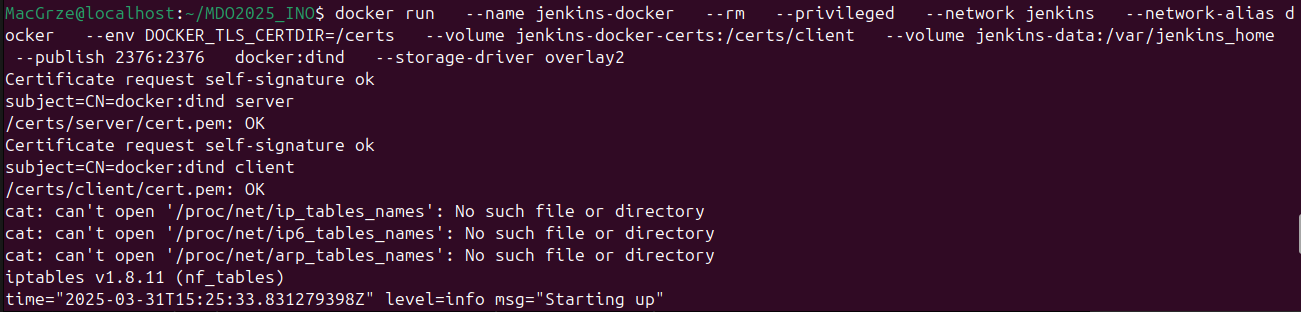 MacGrze@localhost:~/MDO2025_INO$ docker run   --name jenkins-docker   --rm   --privileged   --network jenkins   --network-alias d
ocker   --env DOCKER_TLS_CERTDIR=/certs   --volume jenkins-docker-certs:/certs/client   --volume jenkins-data:/var/jenkins_home
 --publish 2376:2376   docker:dind   --storage-driver overlay2
Certificate request self-signature ok
subject=CN=docker:dind server
/certs/server/cert.pem: OK
Certificate request self-signature ok
subject=CN=docker:dind client
/certs/client/cert.pem: OK
cat: can't open '/proc/net/ip_tables_names': No such file or directory
cat: can't open '/proc/net/ip6_tables_names': No such file or directory
cat: can't open '/proc/net/arp_tables_names': No such file or directory
iptables v1.8.11 (nf_tables)
time="2025-03-31T15:25:33.831279398Z" level=info msg="Starting up"